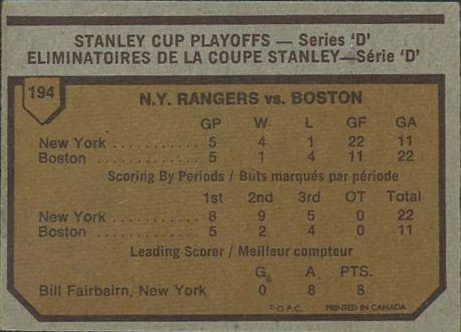 STANLEY CUP PLAYOFFS — Series 'D'
ELIMINATOIRES DE LA COUPE STANLEY—Série 'D'
194
N.Y. RANGERS vs. BOSTON
GP W L GF GA
New York .......... 5 4 1 22 11
Boston .......... 5 1 4 11 22
Scoring By Periods / Buts marqués par période
1st 2nd 3rd OT Total
New York .......... 8 9 5 0 22
Boston .......... 5 2 4 0 11
Leading Scorer / Meilleur compteur
G A PTS.
Bill Fairbairn, New York 0 8 8
© O.P.C. PRINTED IN CANADA